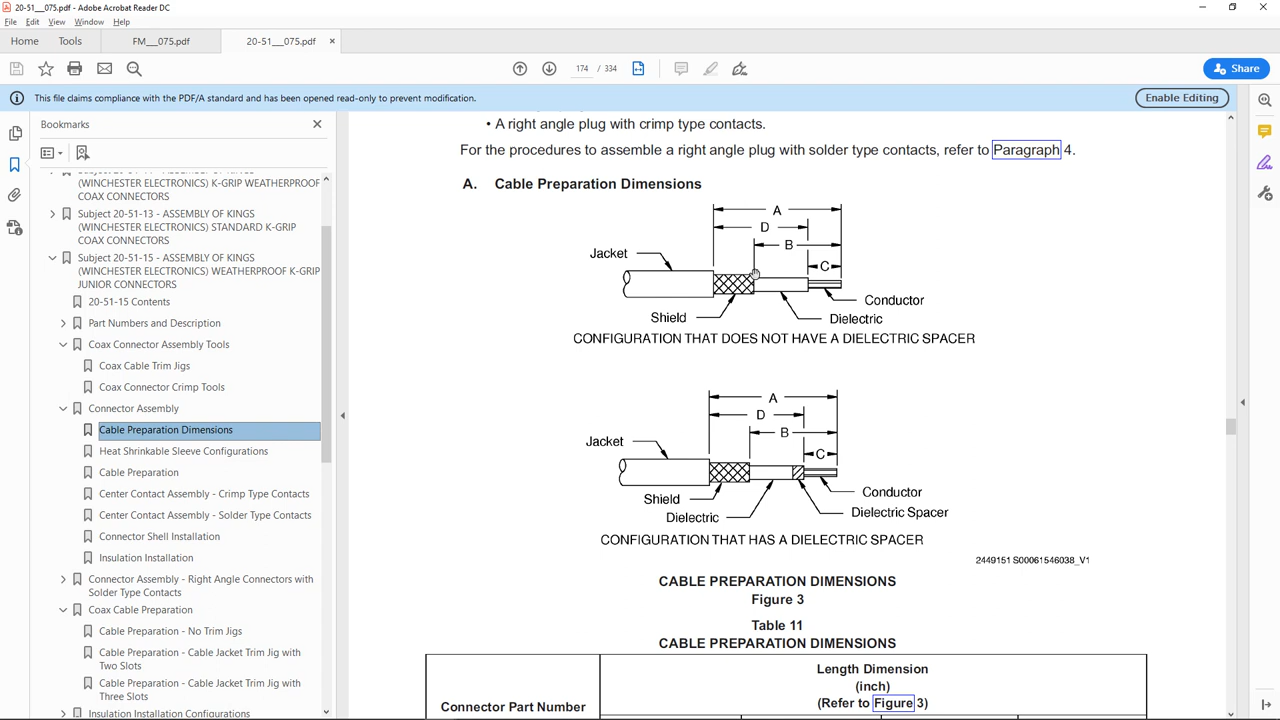 20-51__075.pdf - Adobe Acrobat Reader DC
File Edit View Window Help
Home Tools FM__075.pdf 20-51__075.pdf ×
174 / 334 Share
This file claims compliance with the PDF/A standard and has been opened read-only to prevent modification. Enable Editing
Bookmarks
(WINCHESTER ELECTRONICS) K-GRIP WEATHERPROOF
COAX CONNECTORS
Subject 20-51-13 - ASSEMBLY OF KINGS
(WINCHESTER ELECTRONICS) STANDARD K-GRIP
COAX CONNECTORS
Subject 20-51-15 - ASSEMBLY OF KINGS
(WINCHESTER ELECTRONICS) WEATHERPROOF K-GRIP
JUNIOR CONNECTORS
20-51-15 Contents
Part Numbers and Description
Coax Connector Assembly Tools
Coax Cable Trim Jigs
Coax Connector Crimp Tools
Connector Assembly
Cable Preparation Dimensions
Heat Shrinkable Sleeve Configurations
Cable Preparation
Center Contact Assembly - Crimp Type Contacts
Center Contact Assembly - Solder Type Contacts
Connector Shell Installation
Insulation Installation
Connector Assembly - Right Angle Connectors with
Solder Type Contacts
Coax Cable Preparation
Cable Preparation - No Trim Jigs
Cable Preparation - Cable Jacket Trim Jig with
Two Slots
Cable Preparation - Cable Jacket Trim Jig with
Three Slots
Insulation Installation Configurations
• A right angle plug with crimp type contacts.
For the procedures to assemble a right angle plug with solder type contacts, refer to Paragraph 4.
A. Cable Preparation Dimensions
A
D
B
Jacket
C
Conductor
Shield
Dielectric
CONFIGURATION THAT DOES NOT HAVE A DIELECTRIC SPACER
A
D
B
Jacket
C
Conductor
Shield
Dielectric Spacer
Dielectric
CONFIGURATION THAT HAS A DIELECTRIC SPACER
2449151 S00061546038_V1
CABLE PREPARATION DIMENSIONS
Figure 3
Table 11
CABLE PREPARATION DIMENSIONS
Length Dimension
(inch)
(Refer to Figure 3)
Connector Part Number